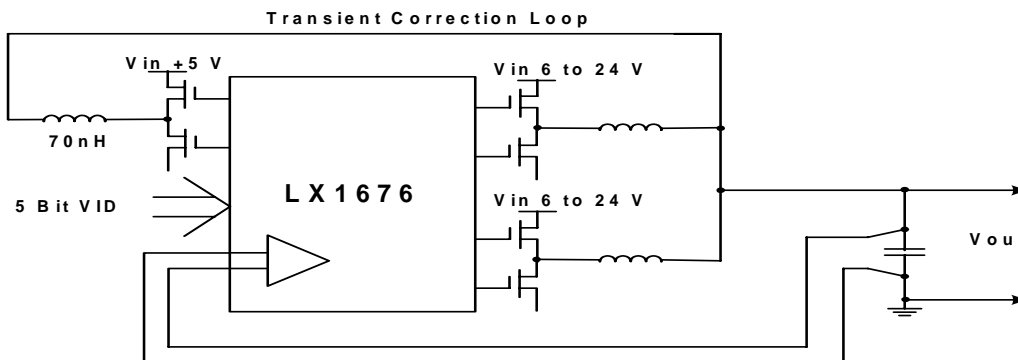 Transient Correction Loop
Vin +5 V
Vin 6 to 24 V
70nH
LX1676
5 Bit VID
Vin 6 to 24 V
Vou